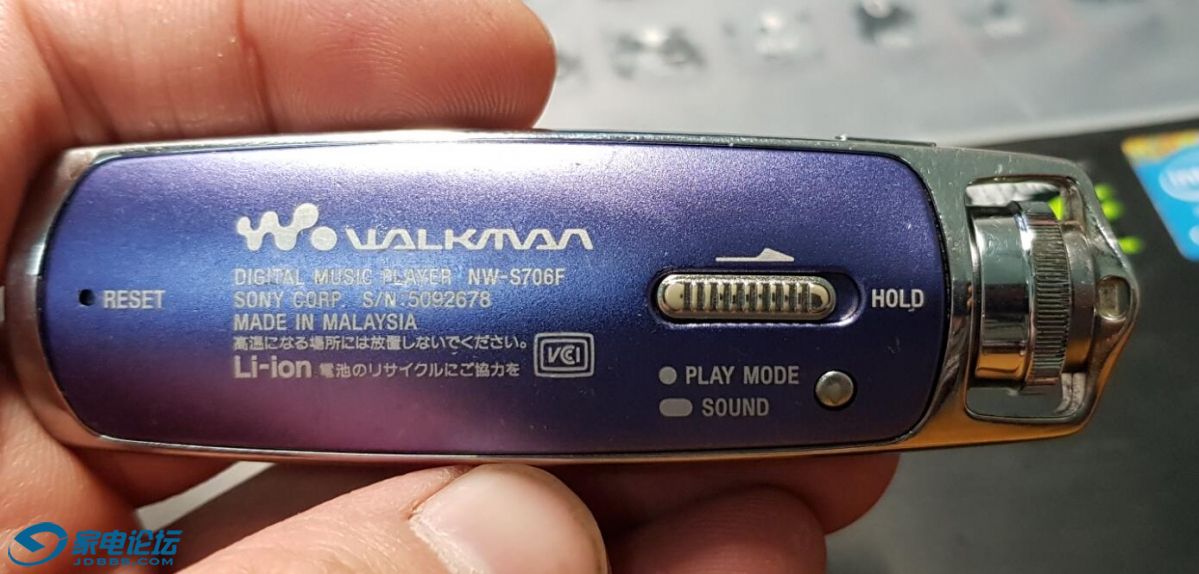 WALKMAN
DIGITAL MUSIC PLAYER NW-S706F
SONY CORP. S/N.5092678
MADE IN MALAYSIA
高温になる場所には放置しないでください。
Li-ion 電池のリサイクルにご協力を
VCI
RESET
HOLD
PLAY MODE
SOUND
家电论坛
JDBBS.COM